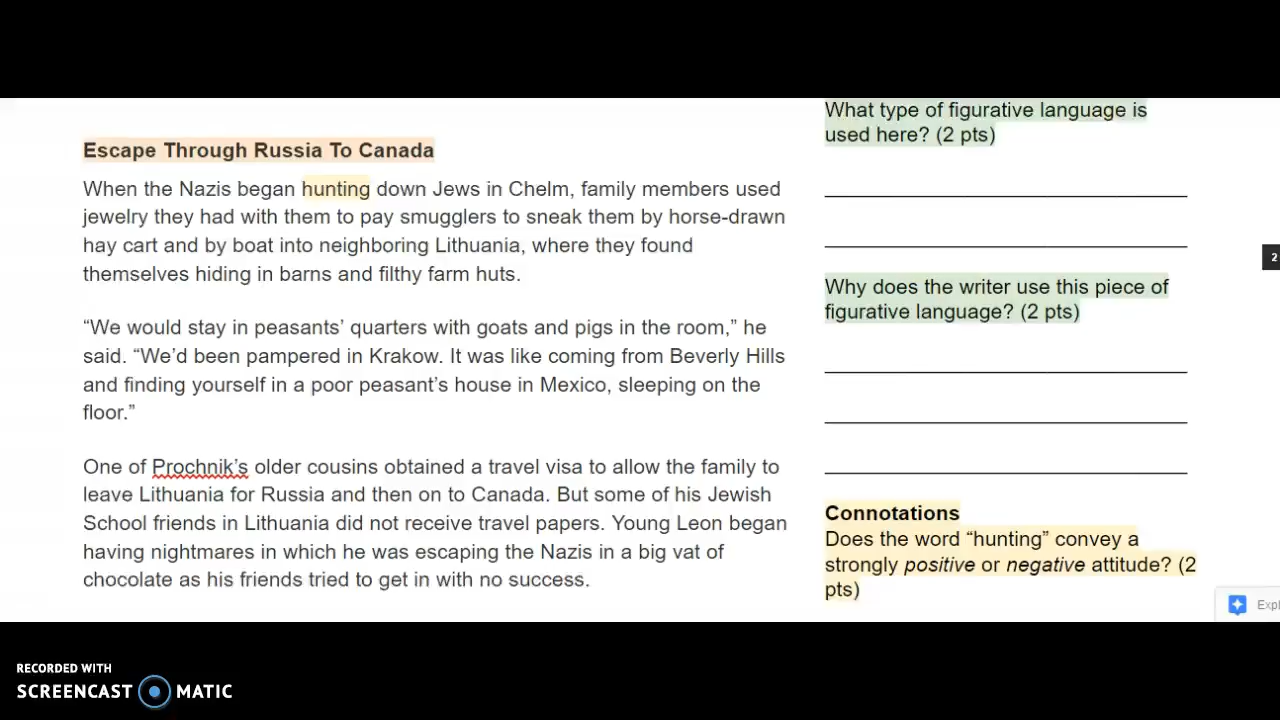 Escape Through Russia To Canada
When the Nazis began hunting down Jews in Chelm, family members used
jewelry they had with them to pay smugglers to sneak them by horse-drawn
hay cart and by boat into neighboring Lithuania, where they found
themselves hiding in barns and filthy farm huts.
“We would stay in peasants’ quarters with goats and pigs in the room,” he
said. “We’d been pampered in Krakow. It was like coming from Beverly Hills
and finding yourself in a poor peasant’s house in Mexico, sleeping on the
floor.”
One of Prochnik’s older cousins obtained a travel visa to allow the family to
leave Lithuania for Russia and then on to Canada. But some of his Jewish
School friends in Lithuania did not receive travel papers. Young Leon began
having nightmares in which he was escaping the Nazis in a big vat of
chocolate as his friends tried to get in with no success.
What type of figurative language is
used here? (2 pts)
Why does the writer use this piece of
figurative language? (2 pts)
Connotations
Does the word “hunting” convey a
strongly positive or negative attitude? (2
pts)
2
Expl
RECORDED WITH
SCREENCAST MATIC